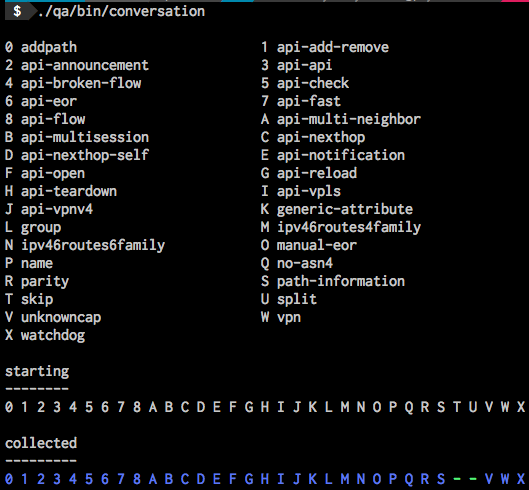 $ ./qa/bin/conversation
0 addpath 1 api-add-remove
2 api-announcement 3 api-api
4 api-broken-flow 5 api-check
6 api-eor 7 api-fast
8 api-flow A api-multi-neighbor
B api-multisession C api-nexthop
D api-nexthop-self E api-notification
F api-open G api-reload
H api-teardown I api-vpls
J api-vpnv4 K generic-attribute
L group M ipv46routes4family
N ipv46routes6family O manual-eor
P name Q no-asn4
R parity S path-information
T skip U split
V unknowncap W vpn
X watchdog
starting
--------
0 1 2 3 4 5 6 7 8 A B C D E F G H I J K L M N O P Q R S T U V W X
collected
---------
0 1 2 3 4 5 6 7 8 A B C D E F G H I J K L M N O P Q R S - - V W X